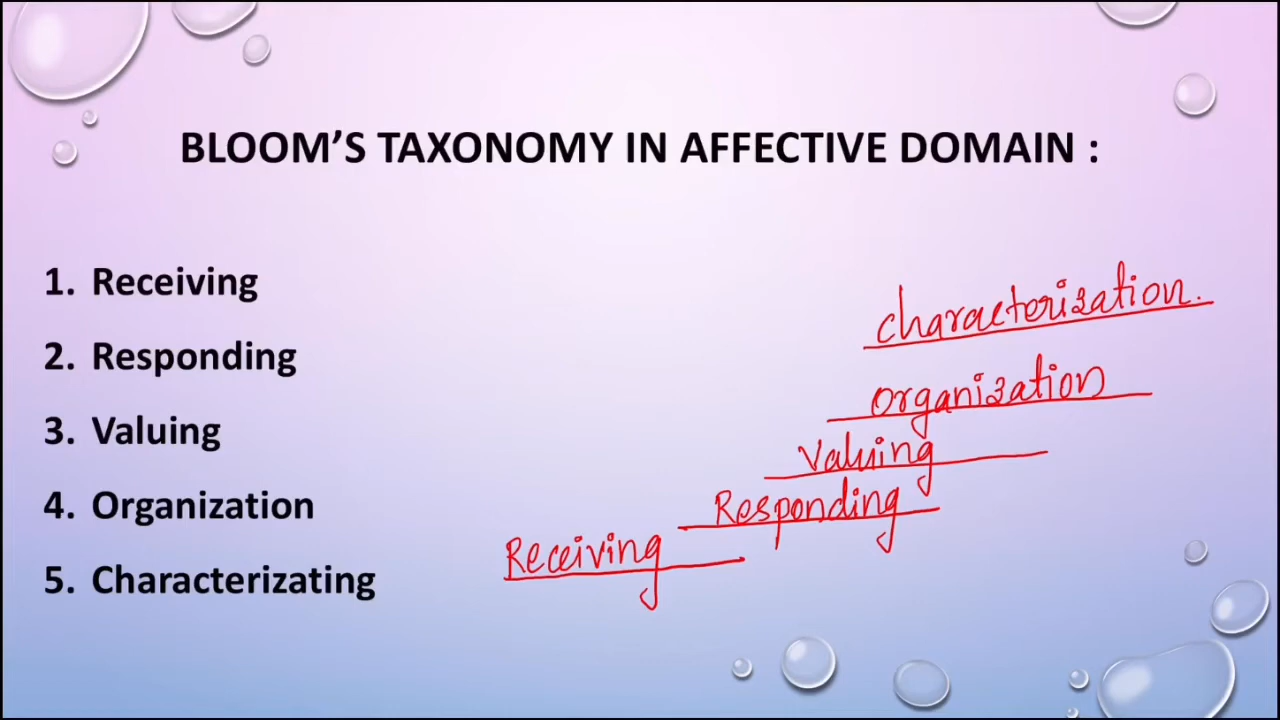 BLOOM’S TAXONOMY IN AFFECTIVE DOMAIN :
1. Receiving
2. Responding
3. Valuing
4. Organization
5. Characterizating
characterization.
organization
Valuing
Responding
Receiving